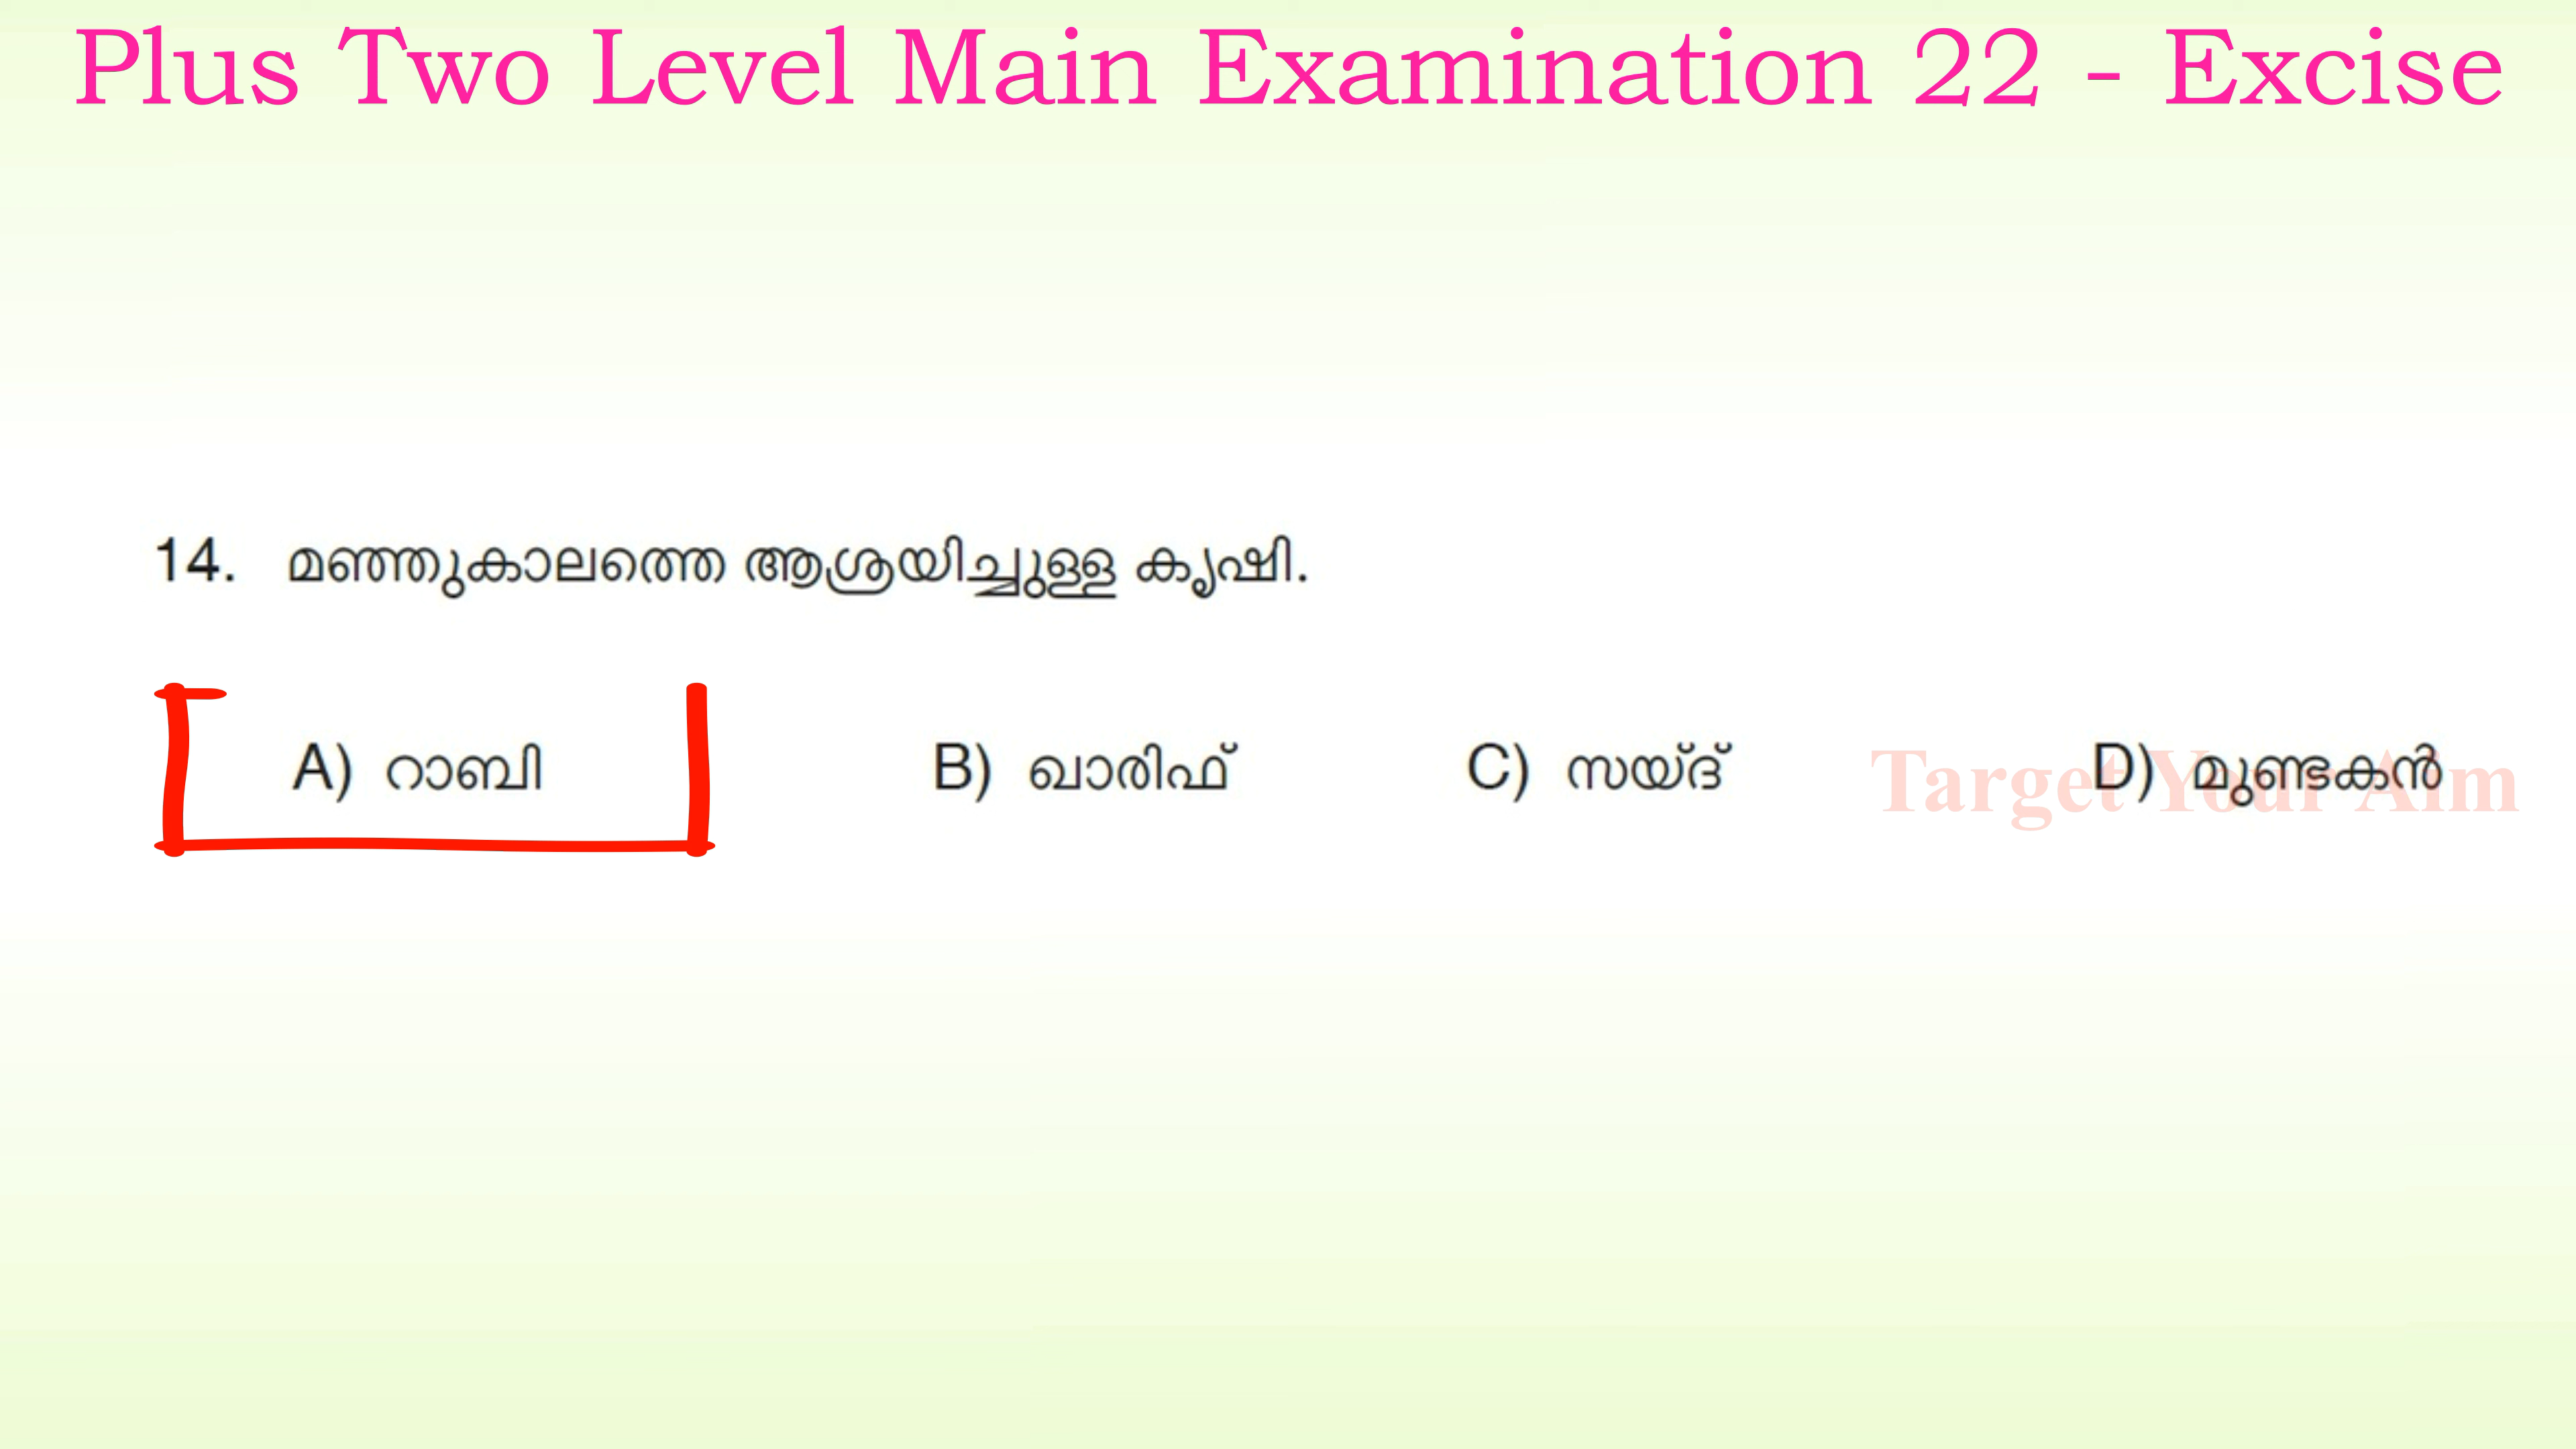 Plus Two Level Main Examination 22 - Excise
14. മഞ്ഞുകാലത്തെ ആശ്രയിച്ചുള്ള കൃഷി.
A) റാബി B) ഖാരിഫ് C) സയ്ദ് D) മുണ്ടകൻ
Target Your Aim